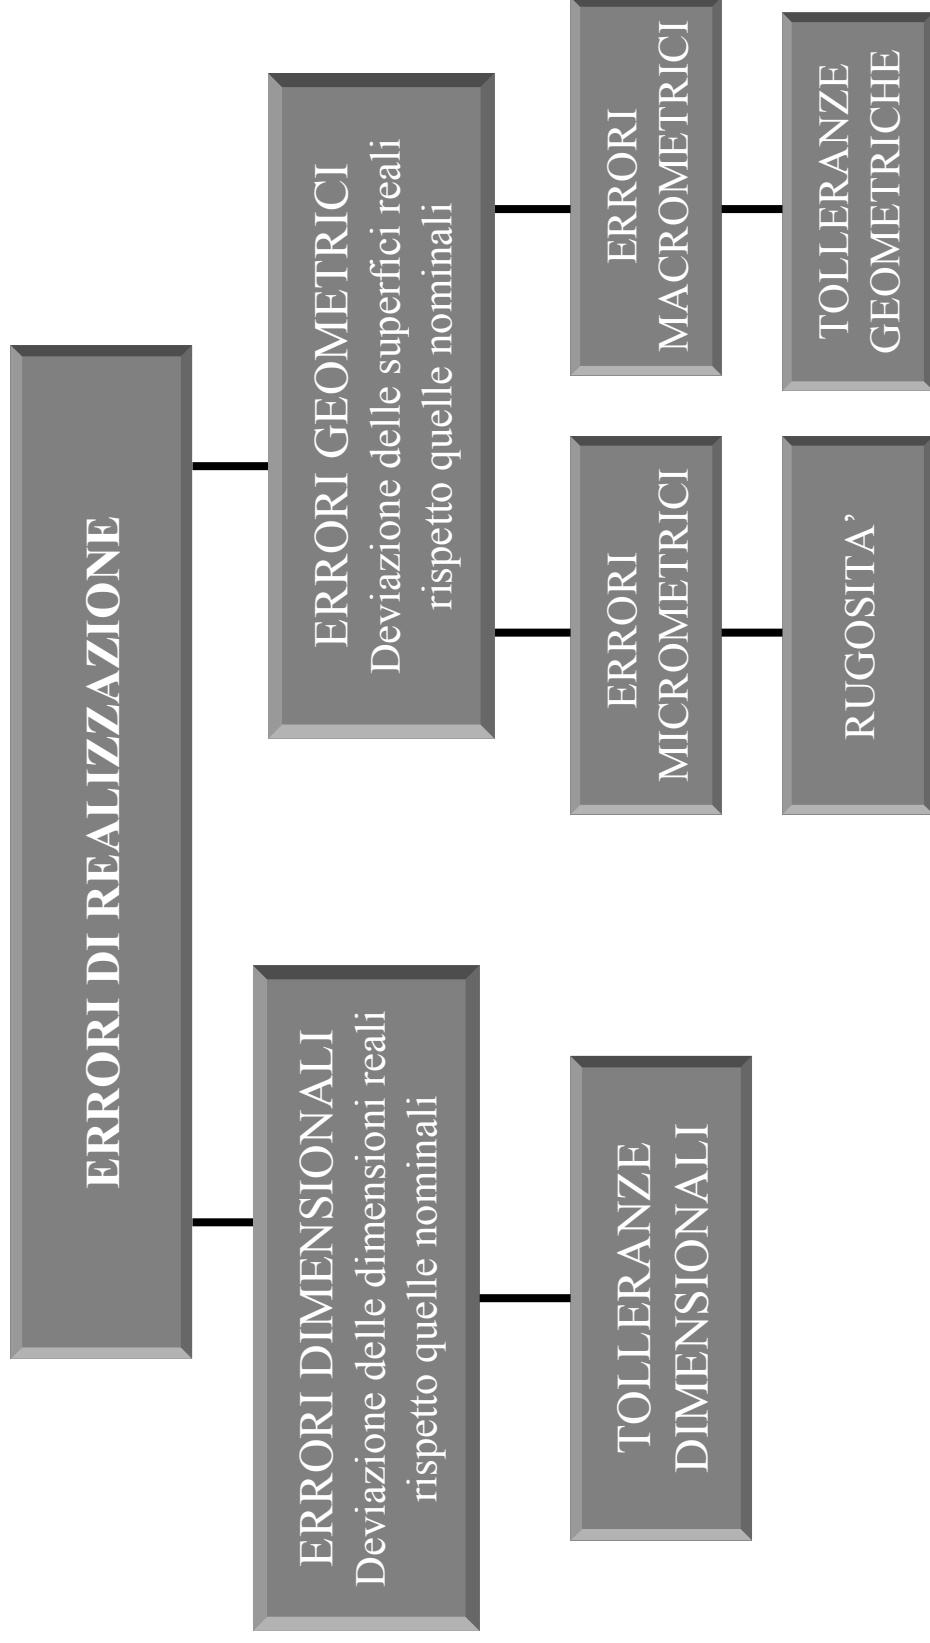 ERRORI DI REALIZZAZIONE
ERRORI DIMENSIONALI
Deviazione delle dimensioni reali
rispetto quelle nominali
ERRORI GEOMETRICI
Deviazione delle superfici reali
rispetto quelle nominali
TOLLERANZE
DIMENSIONALI
ERRORI
MICROMETRICI
ERRORI
MACROMETRICI
RUGOSITA’
TOLLERANZE
GEOMETRICHE